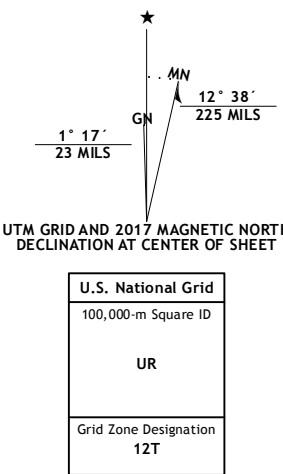 ★
MN
12° 38´
225 MILS
GN
1° 17´
23 MILS
UTM GRID AND 2017 MAGNETIC NORTH
DECLINATION AT CENTER OF SHEET
U.S. National Grid
100,000-m Square ID
UR
Grid Zone Designation
12T